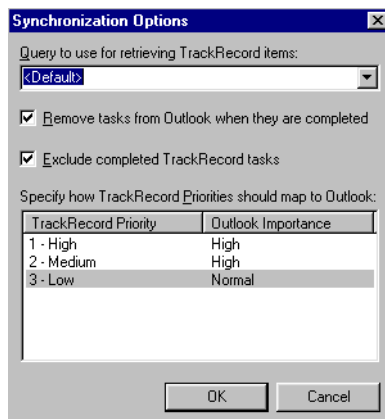 Synchronization Options
Query to use for retrieving TrackRecord items:
<Default>
Remove tasks from Outlook when they are completed
Exclude completed TrackRecord tasks
Specify how TrackRecord Priorities should map to Outlook:
TrackRecord Priority Outlook Importance
1 - High High
2 - Medium High
3 - Low Normal
OK Cancel